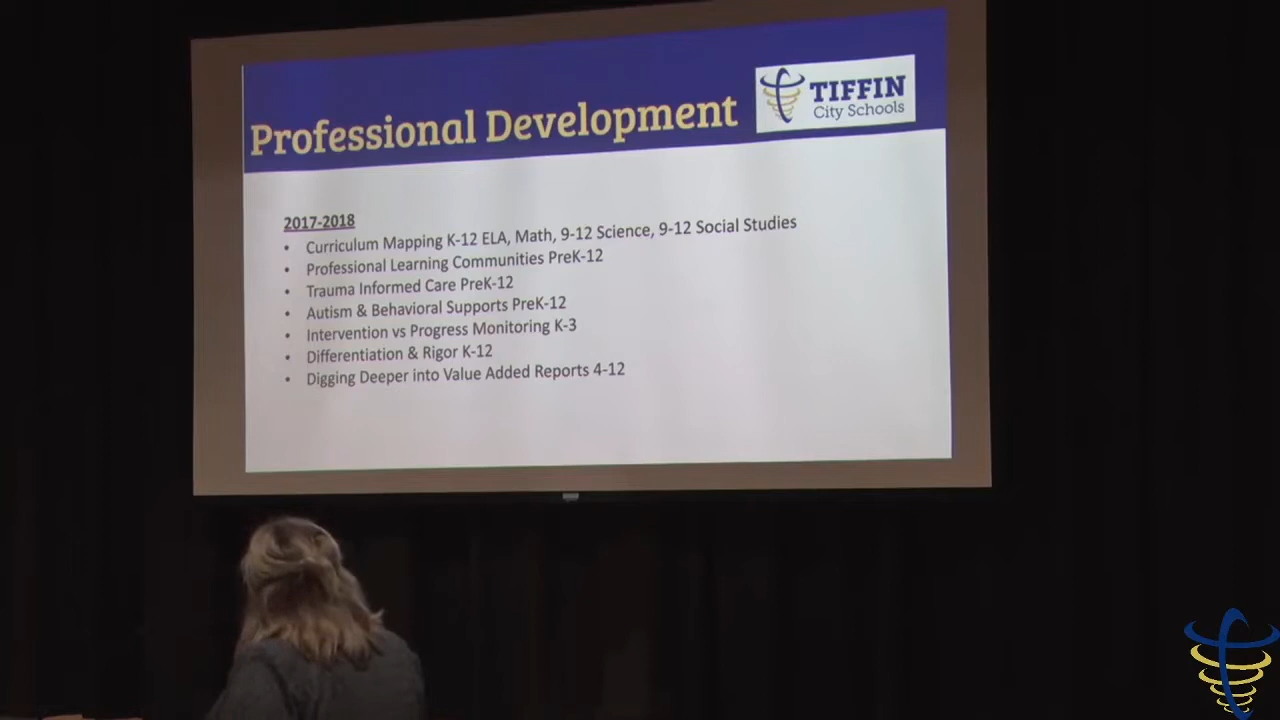 Professional Development
TIFFIN
City Schools
2017-2018
• Curriculum Mapping K-12 ELA, Math, 9-12 Science, 9-12 Social Studies
• Professional Learning Communities PreK-12
• Trauma Informed Care PreK-12
• Autism & Behavioral Supports PreK-12
• Intervention vs Progress Monitoring K-3
• Differentiation & Rigor K-12
• Digging Deeper into Value Added Reports 4-12